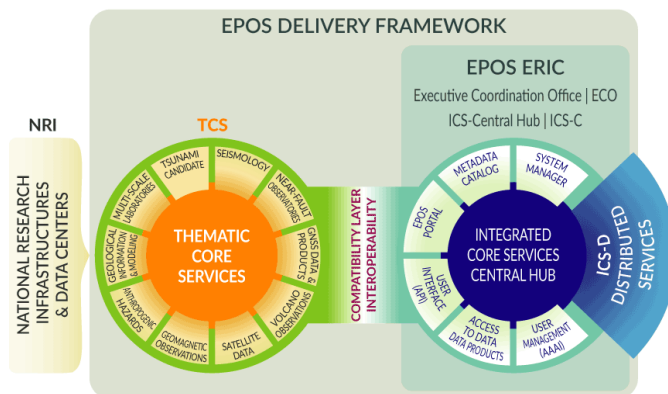 EPOS DELIVERY FRAMEWORK
EPOS ERIC
Executive Coordination Office | ECO
ICS-Central Hub | ICS-C
NRI
NATIONAL RESEARCH
INFRASTRUCTURES
& DATA CENTERS
TCS
THEMATIC
CORE
SERVICES
TSUNAMI
CANDIDATE
SEISMOLOGY
NEAR-FAULT
OBSERVATORIES
GNSS DATA &
PRODUCTS
VOLCANO
OBSERVATIONS
SATELLITE
DATA
GEOMAGNETIC
OBSERVATIONS
ANTHROPOGENIC
HAZARDS
GEOLOGICAL
INFORMATION
& MODELING
MULTI-SCALE
LABORATORIES
COMPATIBILITY LAYER
INTEROPERABILITY
INTEGRATED
CORE SERVICES
CENTRAL HUB
METADATA
CATALOG
SYSTEM
MANAGER
USER
MANAGEMENT
(AAAI)
ACCESS
TO DATA
DATA PRODUCTS
USER
INTERFACE
(API)
EPOS
PORTAL
ICS-D
DISTRIBUTED
SERVICES